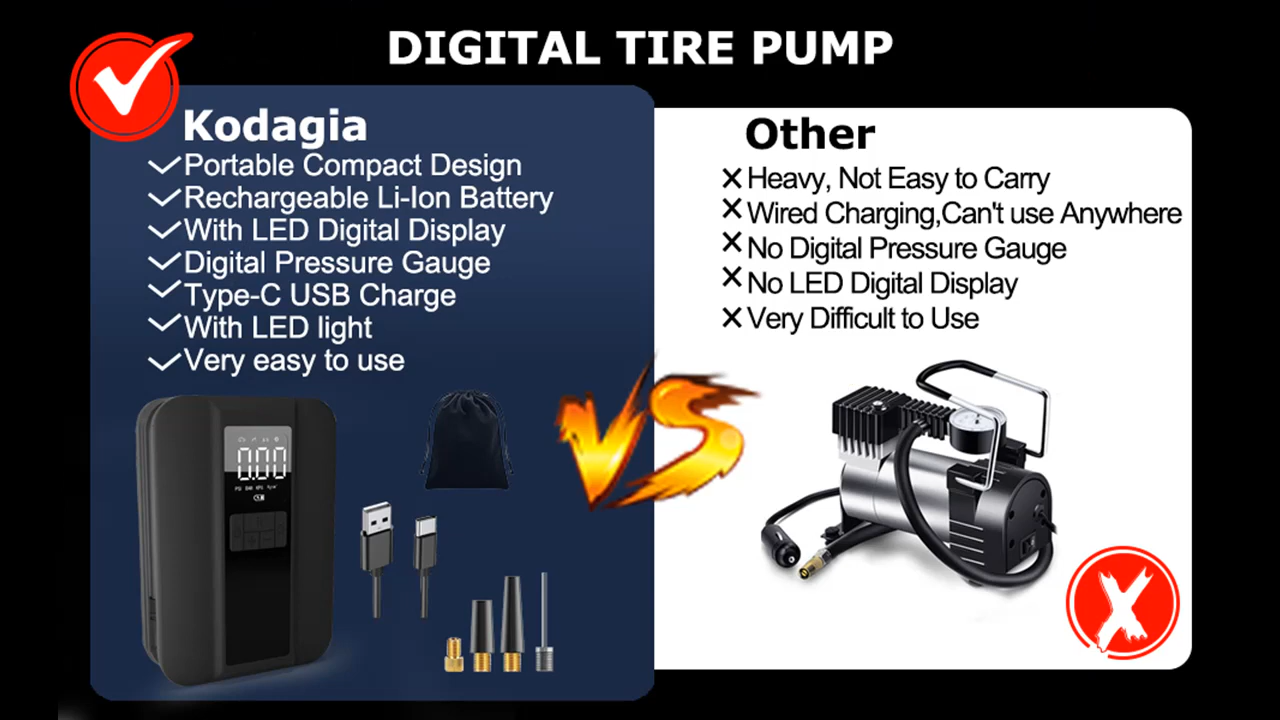 DIGITAL TIRE PUMP
Kodagia
Portable Compact Design
Rechargeable Li-Ion Battery
With LED Digital Display
Digital Pressure Gauge
Type-C USB Charge
With LED light
Very easy to use
Other
Heavy, Not Easy to Carry
Wired Charging,Can't use Anywhere
No Digital Pressure Gauge
No LED Digital Display
Very Difficult to Use
VS
0.00